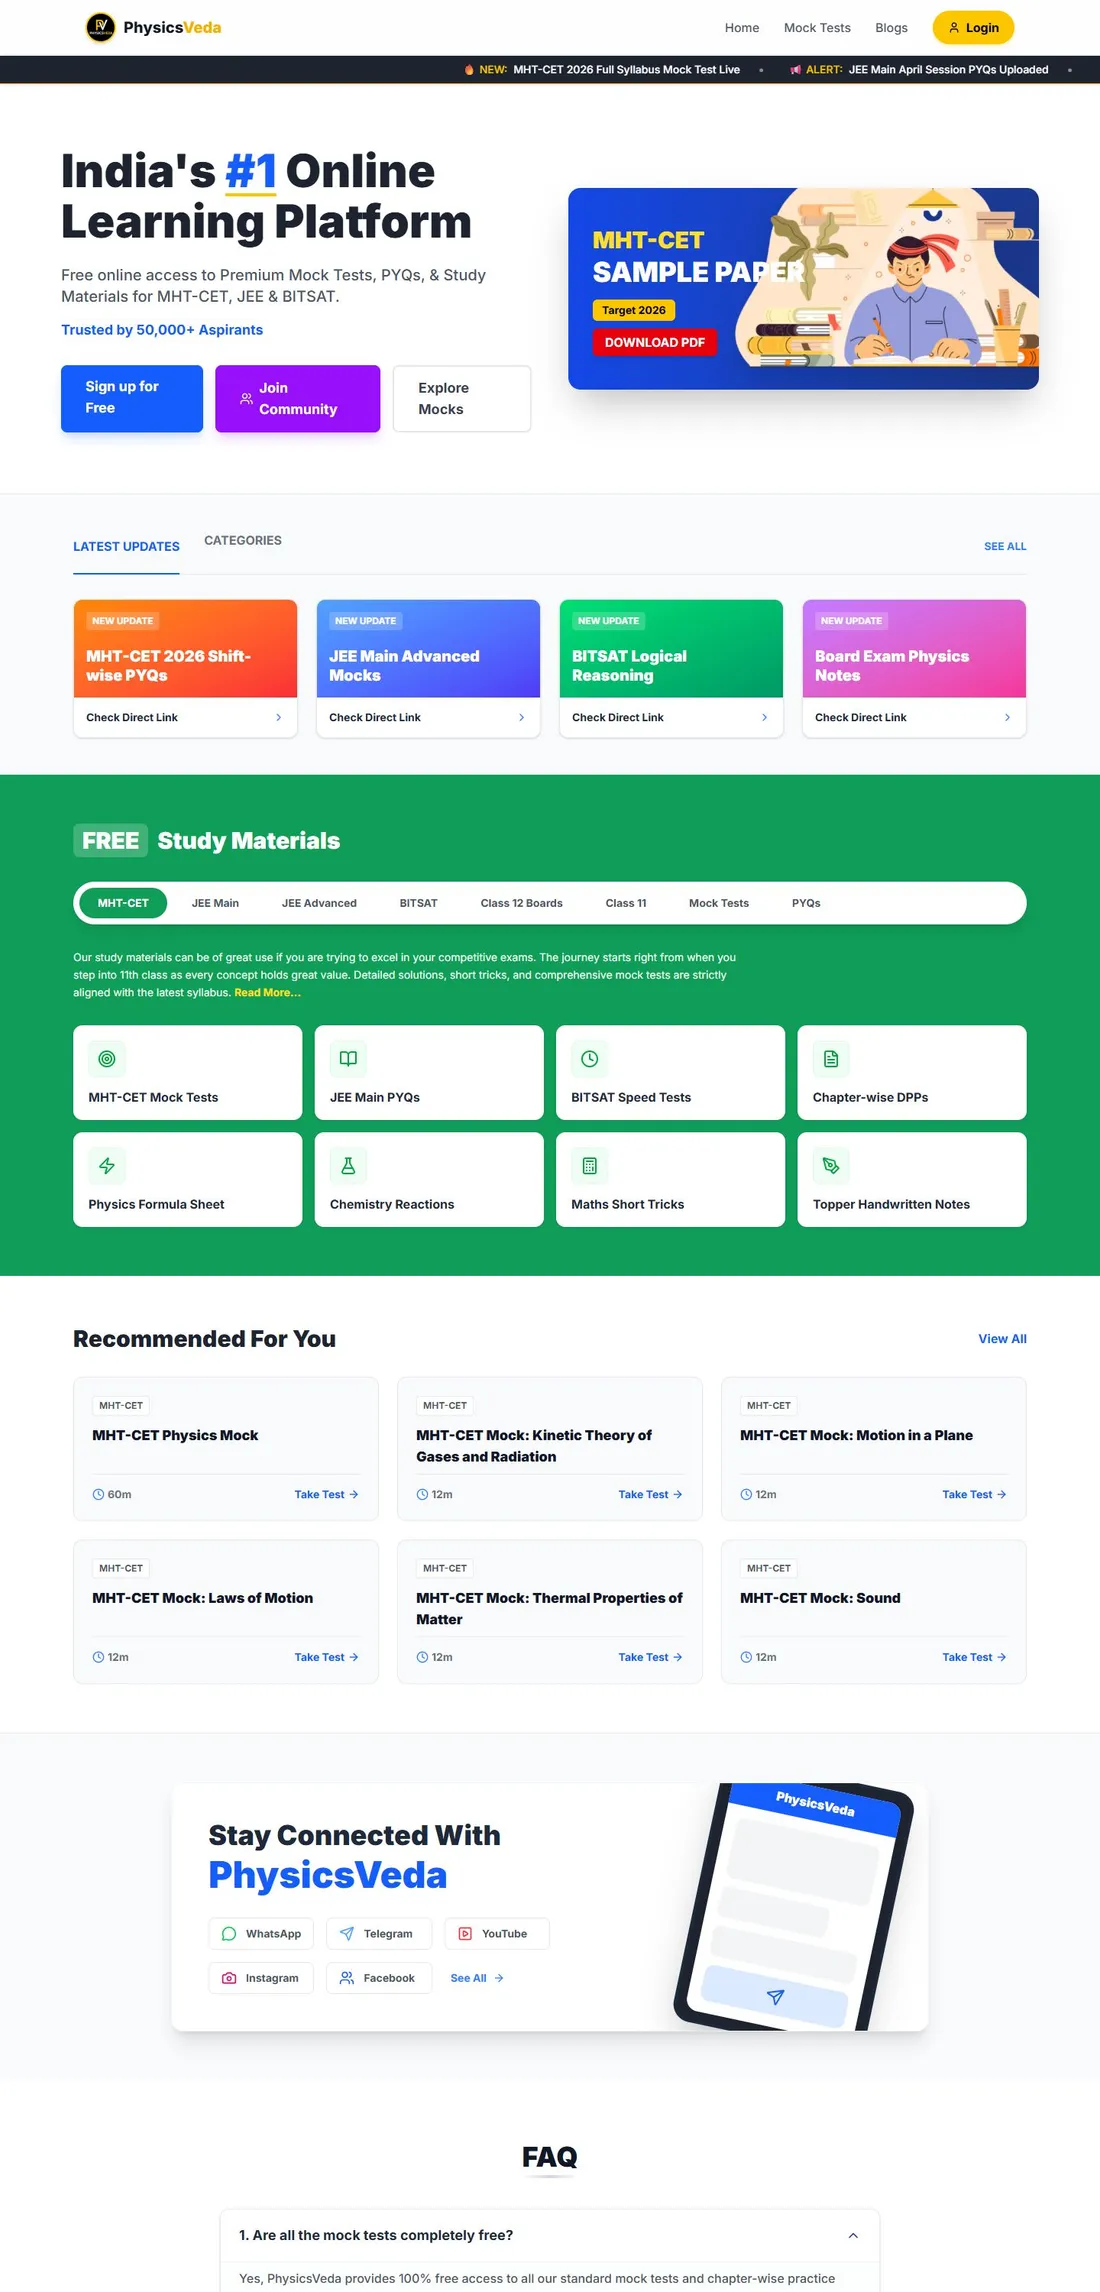 PhysicsVeda
Home
Mock Tests
Blogs
Login
NEW: MHT-CET 2026 Full Syllabus Mock Test Live
ALERT: JEE Main April Session PYQs Uploaded
India's #1 Online
Learning Platform
Free online access to Premium Mock Tests, PYQs, & Study
Materials for MHT-CET, JEE & BITSAT.
Trusted by 50,000+ Aspirants
Sign up for
Free
Join
Community
Explore
Mocks
MHT-CET
SAMPLE PAPER
Target 2026
DOWNLOAD PDF
LATEST UPDATES
CATEGORIES
SEE ALL
NEW UPDATE
MHT-CET 2026 Shift-
wise PYQs
Check Direct Link
NEW UPDATE
JEE Main Advanced
Mocks
Check Direct Link
NEW UPDATE
BITSAT Logical
Reasoning
Check Direct Link
NEW UPDATE
Board Exam Physics
Notes
Check Direct Link
FREE Study Materials
MHT-CET
JEE Main
JEE Advanced
BITSAT
Class 12 Boards
Class 11
Mock Tests
PYQs
Our study materials can be of great use if you are trying to excel in your competitive exams. The journey starts right from when you
step into 11th class as every concept holds great value. Detailed solutions, short tricks, and comprehensive mock tests are strictly
aligned with the latest syllabus. Read More...
MHT-CET Mock Tests
JEE Main PYQs
BITSAT Speed Tests
Chapter-wise DPPs
Physics Formula Sheet
Chemistry Reactions
Maths Short Tricks
Topper Handwritten Notes
Recommended For You
View All
MHT-CET
MHT-CET Physics Mock
60m
Take Test
MHT-CET
MHT-CET Mock: Kinetic Theory of
Gases and Radiation
12m
Take Test
MHT-CET
MHT-CET Mock: Motion in a Plane
12m
Take Test
MHT-CET
MHT-CET Mock: Laws of Motion
12m
Take Test
MHT-CET
MHT-CET Mock: Thermal Properties of
Matter
12m
Take Test
MHT-CET
MHT-CET Mock: Sound
12m
Take Test
Stay Connected With
PhysicsVeda
WhatsApp
Telegram
YouTube
Instagram
Facebook
See All
PhysicsVeda
FAQ
1. Are all the mock tests completely free?
Yes, PhysicsVeda provides 100% free access to all our standard mock tests and chapter-wise practice